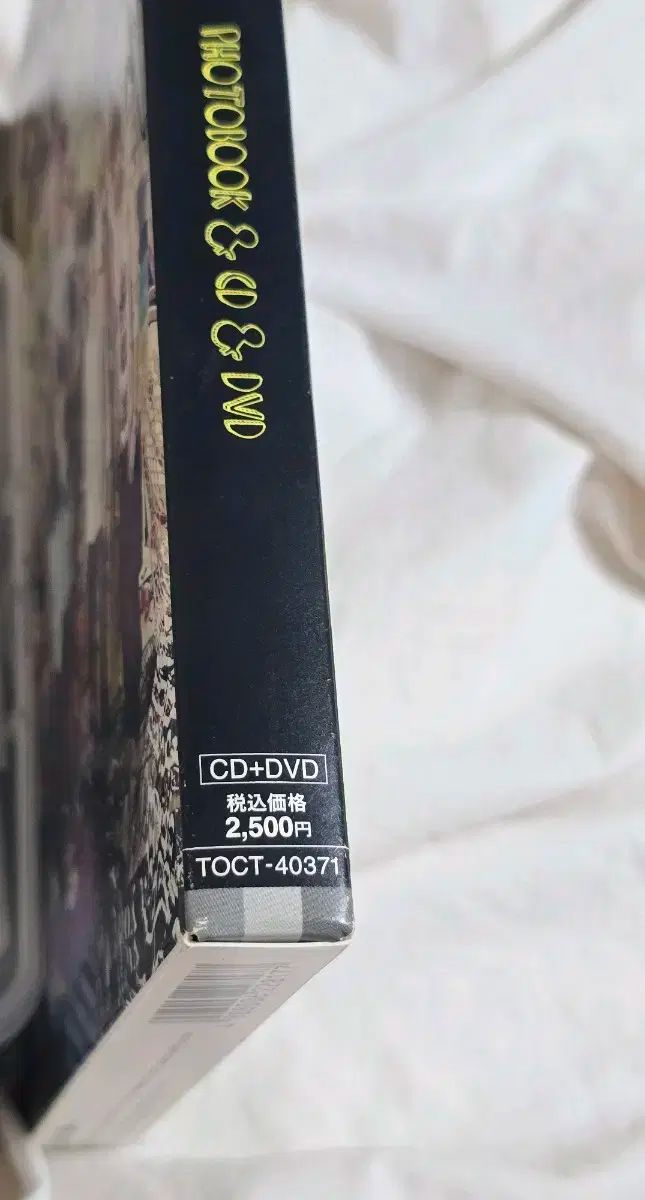 PHOTOBOOK & CD & DVD
CD+DVD
税込価格
2,500円
TOCT-40371